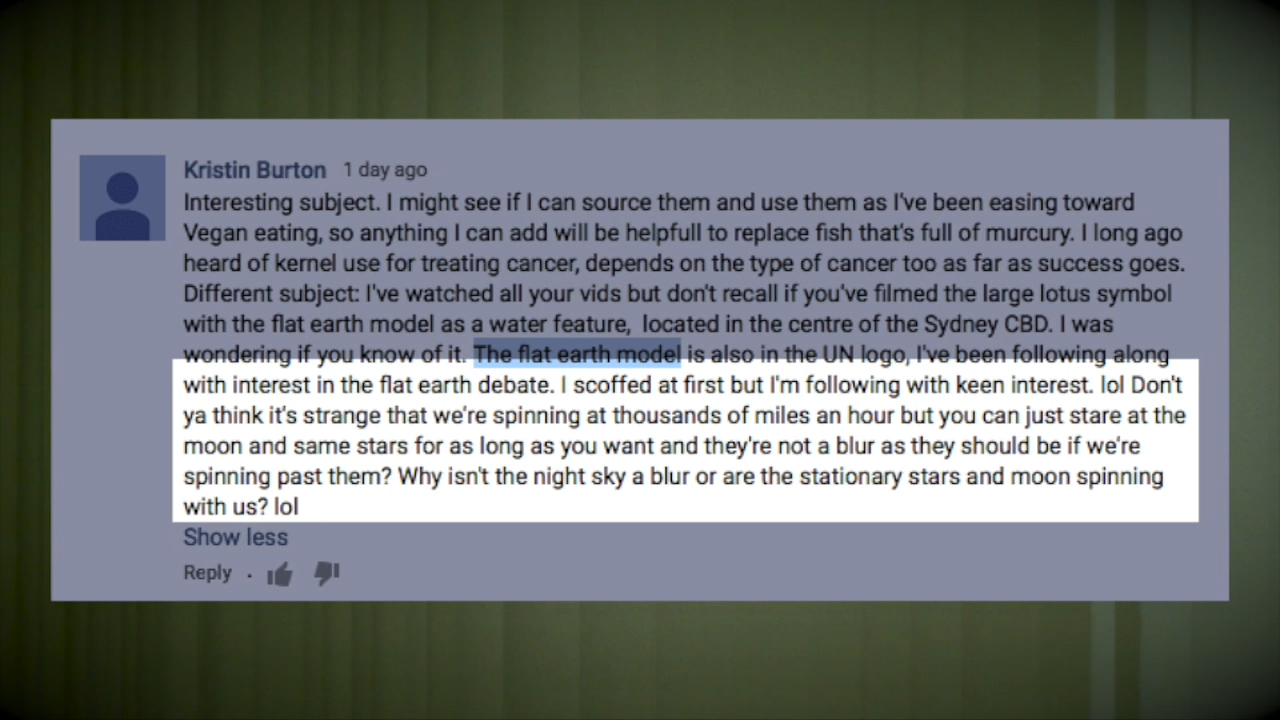 Kristin Burton 1 day ago
Interesting subject. I might see if I can source them and use them as I've been easing toward
Vegan eating, so anything I can add will be helpfull to replace fish that's full of murcury. I long ago
heard of kernel use for treating cancer, depends on the type of cancer too as far as success goes.
Different subject: I've watched all your vids but don't recall if you've filmed the large lotus symbol
with the flat earth model as a water feature, located in the centre of the Sydney CBD. I was
wondering if you know of it. The flat earth model is also in the UN logo, I've been following along
with interest in the flat earth debate. I scoffed at first but I'm following with keen interest. lol Don't
ya think it's strange that we're spinning at thousands of miles an hour but you can just stare at the
moon and same stars for as long as you want and they're not a blur as they should be if we're
spinning past them? Why isn't the night sky a blur or are the stationary stars and moon spinning
with us? lol
Show less
Reply ·